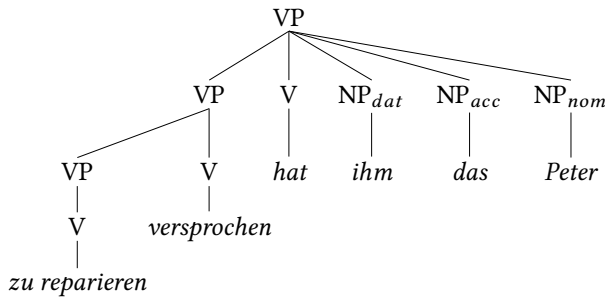 VP
VP V NP_dat NP_acc NP_nom
VP V hat ihm das Peter
V versprochen
zu reparieren